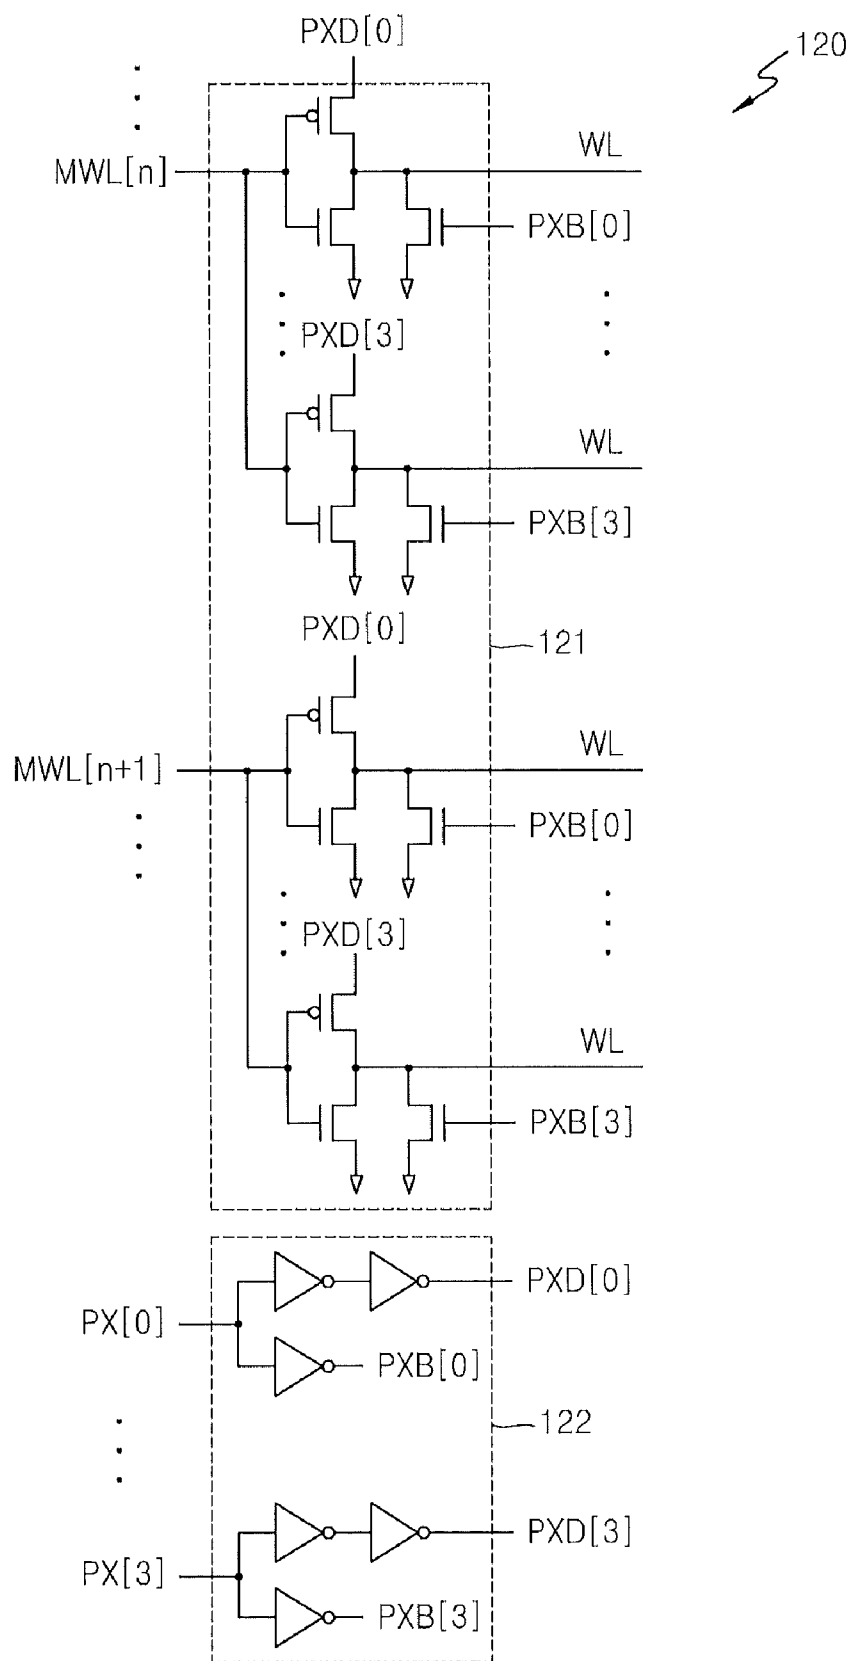 PXD[0]
120
MWL[n]
WL
PXB[0]
PXD[3]
WL
PXB[3]
PXD[0]
121
MWL[n+1]
WL
PXB[0]
PXD[3]
WL
PXB[3]
PX[0]
PXD[0]
PXB[0]
122
PX[3]
PXD[3]
PXB[3]